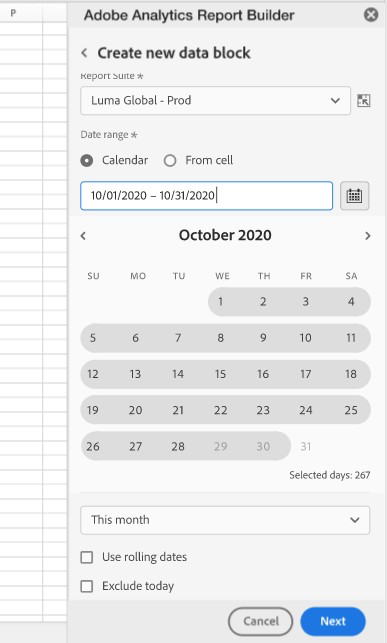 P
Adobe Analytics Report Builder
Create new data block
Report Suite *
Luma Global - Prod
Date range *
Calendar From cell
10/01/2020 – 10/31/2020
October 2020
SU MO TU WE TH FR SA
1 2 3 4
5 6 7 8 9 10 11
12 13 14 15 16 17 18
19 20 21 22 23 24 25
26 27 28 29 30 31
Selected days: 267
This month
Use rolling dates
Exclude today
Cancel Next